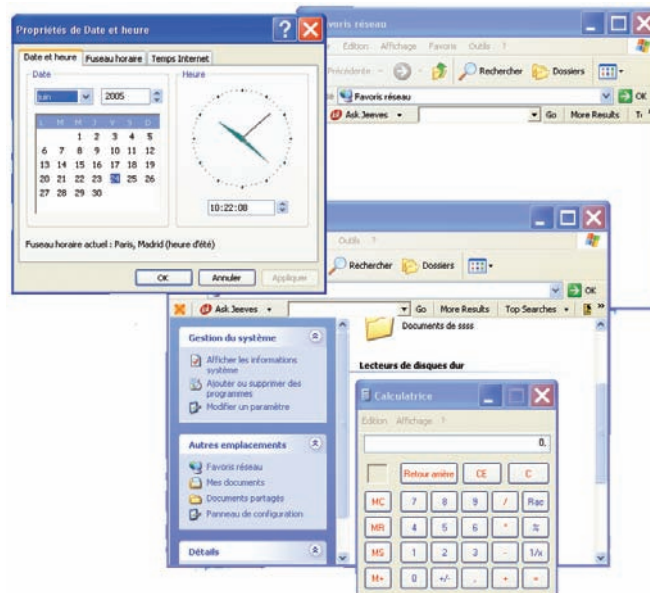 Propriétés de Date et heure
Date et heure Fuseau horaire Temps Internet
Date
Heure
juin 2005
L M M J V S D
1 2 3 4 5
6 7 8 9 10 11 12
13 14 15 16 17 18 19
20 21 22 23 24 25 26
27 28 29 30
10:22:08
Fuseau horaire actuel : Paris, Madrid (heure d'été)
OK Annuler Appliquer
avoris réseau
Edition Affichage Favoris Outils ?
Précédente Rechercher Dossiers
Favoris réseau OK
Ask Jeeves Go More Results
Outils ?
Rechercher Dossiers
OK
Ask Jeeves Go More Results Top Searches »
Gestion du système
Afficher les informations
système
Ajouter ou supprimer des
programmes
Modifier un paramètre
Autres emplacements
Favoris réseau
Mes documents
Documents partagés
Panneau de configuration
Détails
Documents de ssss
Lecteurs de disques dur
Calculatrice
Edition Affichage ?
0,
Retour arrière CE C
MC 7 8 9 / Rac
MR 4 5 6 * %
MS 1 2 3 - 1/x
M+ 0 +/- , + =